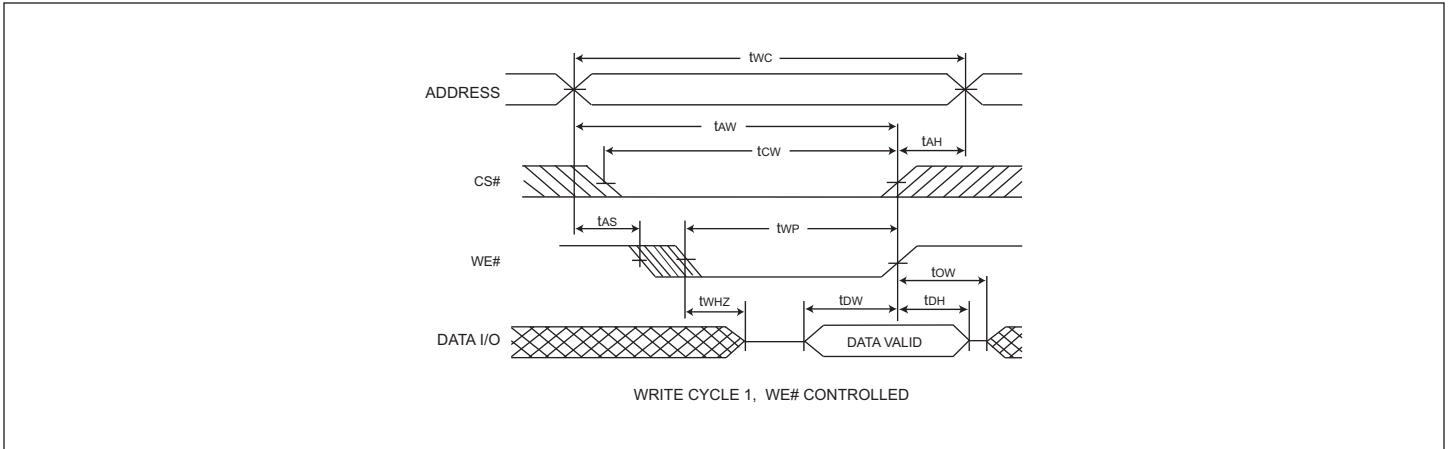 tWC
ADDRESS
tAW
tCW
tAH
CS#
tAS
tWP
WE#
tOW
tWHZ
tDW
tDH
DATA I/O
DATA VALID
WRITE CYCLE 1, WE# CONTROLLED